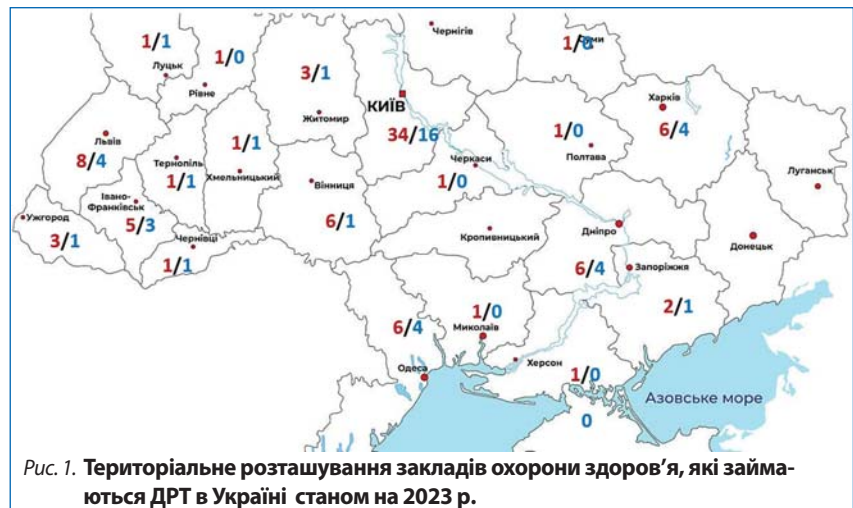 Чернігів
1/1
1/0
3/1
1/0
Суми
Луцьк
Рівне
КИЇВ
Харків
Житомир
34/16
6/4
Львів
8/4
Тернопіль
1/1
1/1
Хмельницький
Вінниця
6/1
Черкаси
1/0
1/0
Полтава
Луганськ
Ужгород
3/1
Івано-
Франківськ
5/3
Чернівці
1/1
Кропивницький
Дніпро
6/4
Донецьк
Запоріжжя
2/1
6/4
1/0
Миколаїв
Одеса
Херсон
1/0
0
Азовське море
Рис. 1. Територіальне розташування закладів охорони здоров’я, які займа-
ються ДРТ в Україні станом на 2023 р.